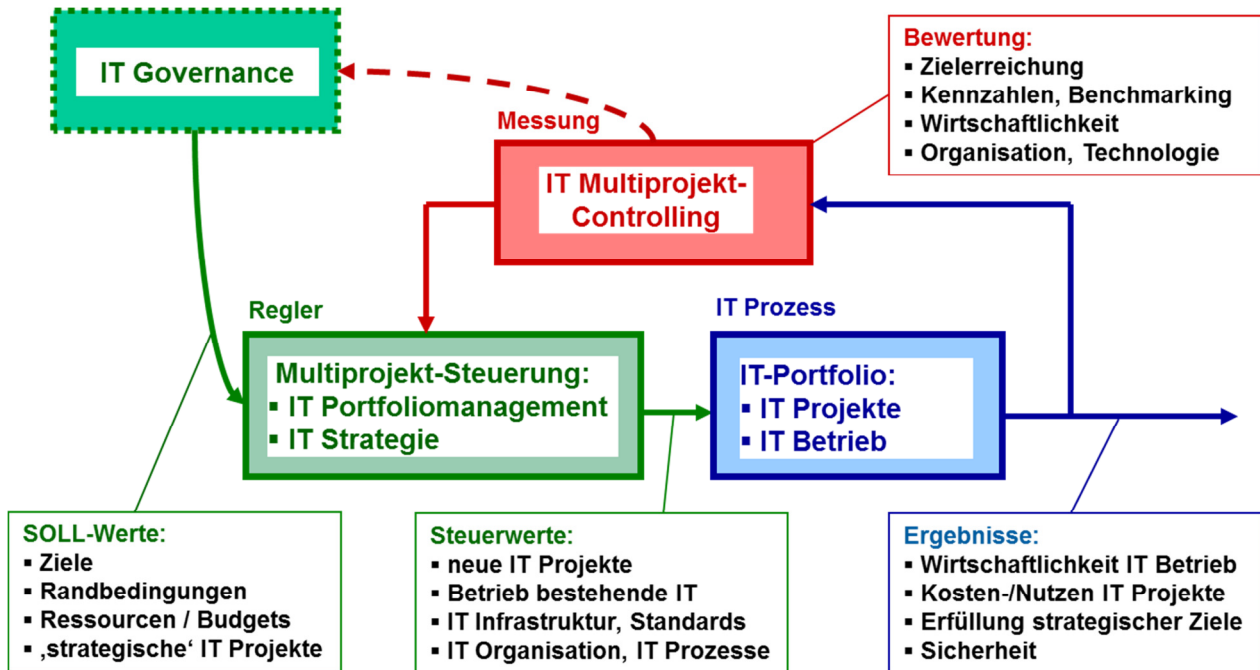 IT Governance
Bewertung:
▪ Zielerreichung
▪ Kennzahlen, Benchmarking
▪ Wirtschaftlichkeit
▪ Organisation, Technologie
Messung
IT Multiprojekt-
Controlling
Regler
Multiprojekt-Steuerung:
▪ IT Portfoliomanagement
▪ IT Strategie
IT Prozess
IT-Portfolio:
▪ IT Projekte
▪ IT Betrieb
SOLL-Werte:
▪ Ziele
▪ Randbedingungen
▪ Ressourcen / Budgets
▪ ‚strategische‘ IT Projekte
Steuerwerte:
▪ neue IT Projekte
▪ Betrieb bestehende IT
▪ IT Infrastruktur, Standards
▪ IT Organisation, IT Prozesse
Ergebnisse:
▪ Wirtschaftlichkeit IT Betrieb
▪ Kosten-/Nutzen IT Projekte
▪ Erfüllung strategischer Ziele
▪ Sicherheit